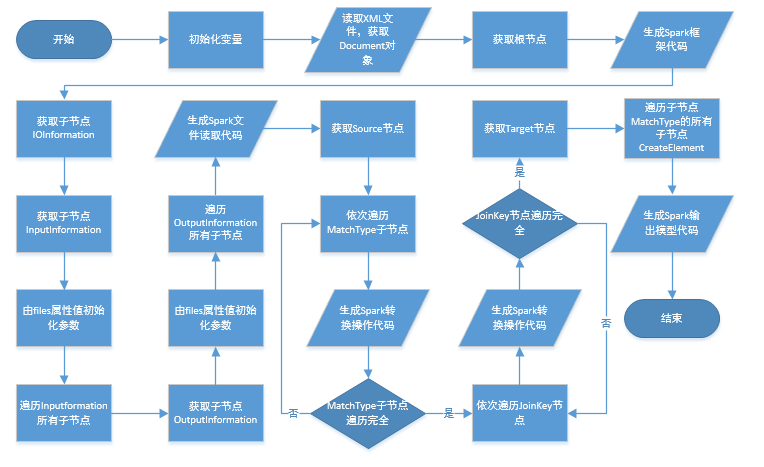 开始
初始化变量
读取XML文
件，获取
Document对
象
获取根节点
生成Spark框
架代码
获取子节点
IOInformation
获取子节点
InputInformation
由files属性值初始
化参数
遍历Inputformation
所有子节点
获取子节点
OutputInformation
由files属性值初始
化参数
遍历
OutputInformation
所有子节点
生成Spark文
件读取代码
获取Source节点
依次遍历
MatchType子节点
生成Spark转
换操作代码
MatchType子节点
遍历完全
否
是
依次遍历JoinKey节
点
生成Spark转
换操作代码
JoinKey节点遍历完
全
否
是
获取Target节点
遍历子节点
MatchType的所有
子节点
CreateElement
生成Spark输
出模型代码
结束